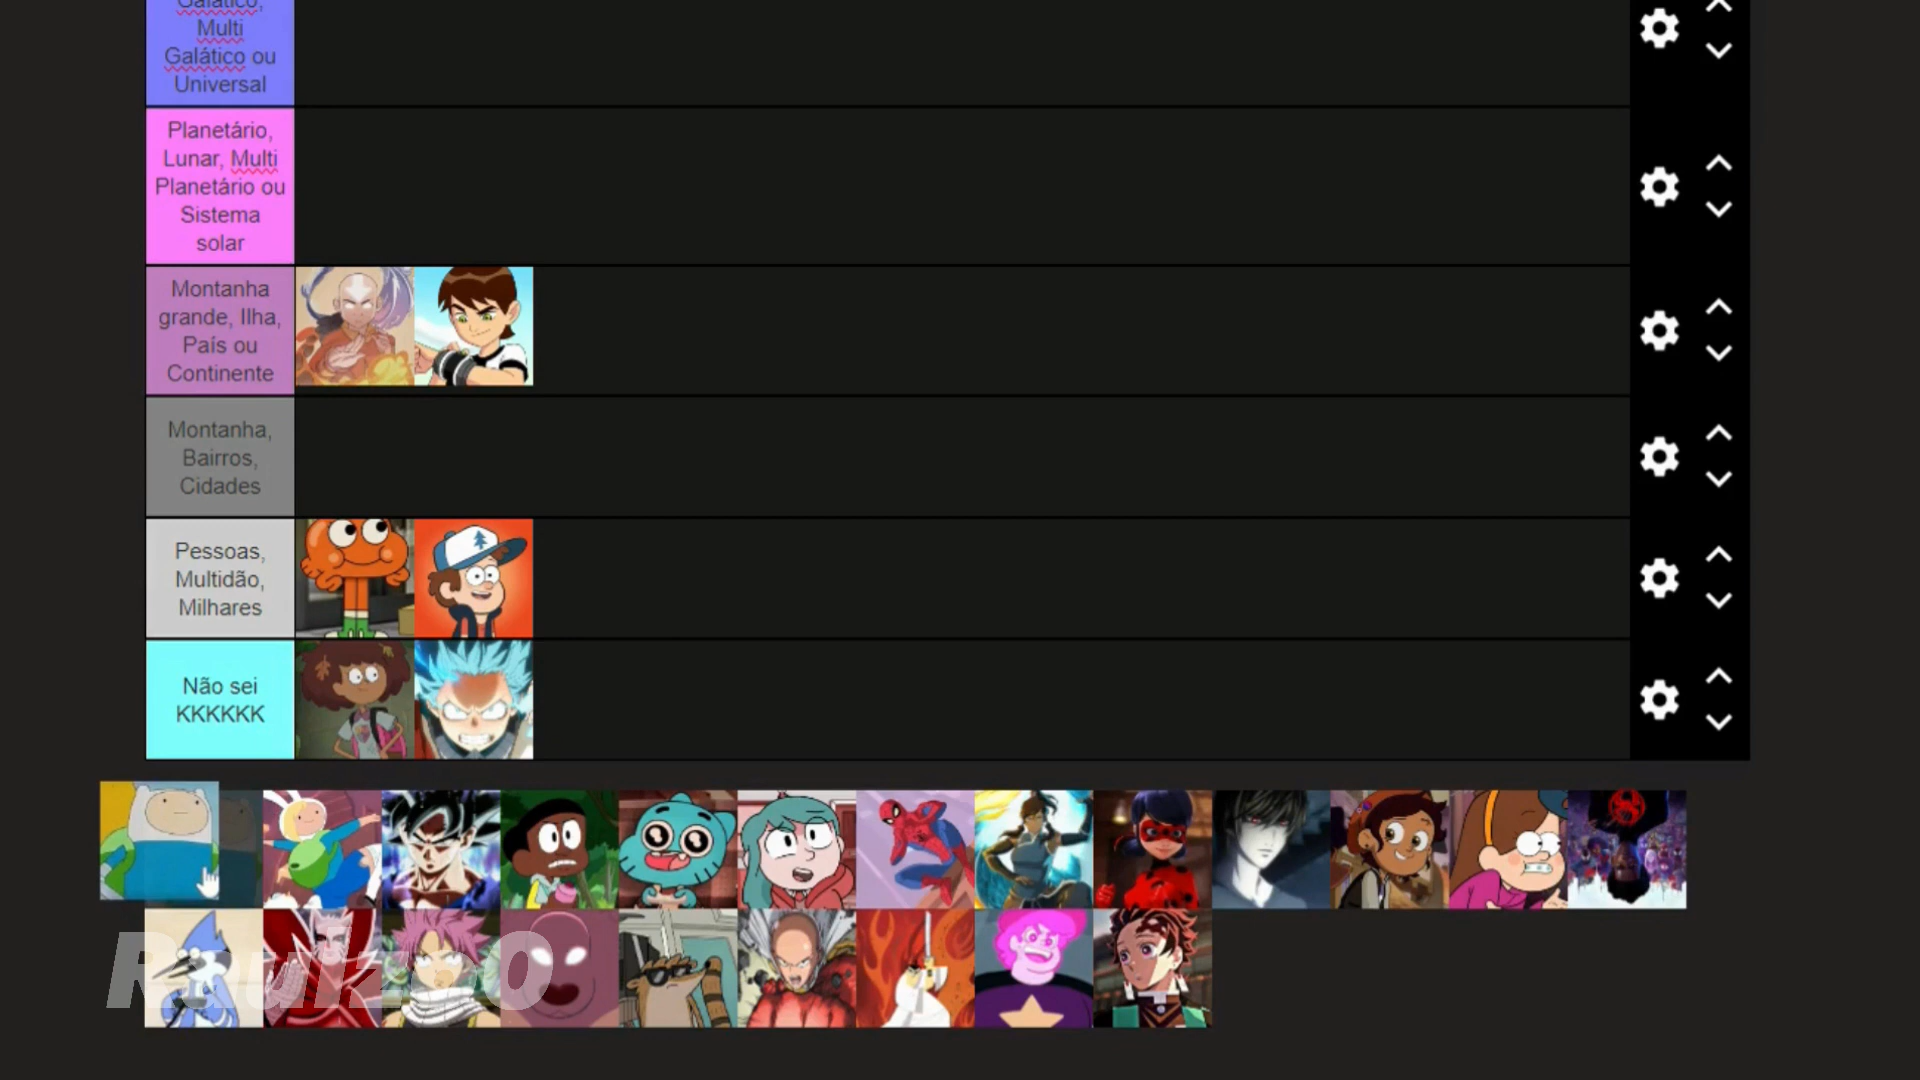 Galático,
Multi
Galático ou
Universal
Planetário,
Lunar, Multi
Planetário ou
Sistema
solar
Montanha
grande, Ilha,
País ou
Continente
Montanha,
Bairros,
Cidades
Pessoas,
Multidão,
Milhares
Não sei
KKKKKK